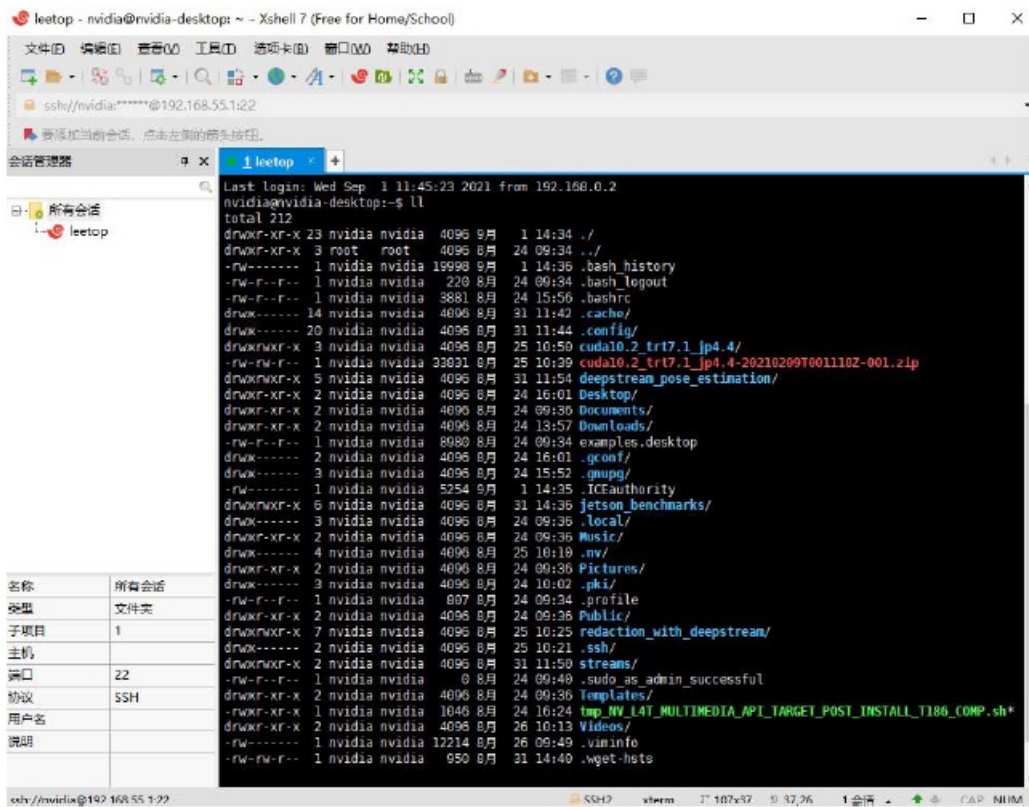 leetop - nvidia@nvidia-desktop: ~ - Xshell 7 (Free for Home/School)
文件(F) 编辑(E) 查看(V) 工具(T) 选项卡(B) 窗口(W) 帮助(H)
ssh://nvidia:******@192.168.55.1:22
要添加当前会话，点击左侧的箭头按钮。
会话管理器
1 leetop
所有会话
leetop
Last login: Wed Sep  1 11:45:23 2021 from 192.168.0.2
nvidia@nvidia-desktop:~$ ll
total 212
drwxr-xr-x 23 nvidia nvidia  4096 9月   1 14:34 ./
drwxr-xr-x  3 root   root    4096 8月  24 09:34 ../
-rw-------  1 nvidia nvidia 19998 9月   1 14:36 .bash_history
-rw-r--r--  1 nvidia nvidia   220 8月  24 09:34 .bash_logout
-rw-r--r--  1 nvidia nvidia  3881 8月  24 15:56 .bashrc
drwx------ 14 nvidia nvidia  4096 8月  31 11:42 .cache/
drwx------ 20 nvidia nvidia  4096 8月  31 11:44 .config/
drwxrwxr-x  3 nvidia nvidia  4096 8月  25 10:50 cuda10.2_trt7.1_jp4.4/
-rw-rw-r--  1 nvidia nvidia 33831 8月  25 10:39 cuda10.2_trt7.1_jp4.4-20210209T001110Z-001.zip
drwxrwxr-x  5 nvidia nvidia  4096 8月  31 11:54 deepstream_pose_estimation/
drwxr-xr-x  2 nvidia nvidia  4096 8月  24 16:01 Desktop/
drwxr-xr-x  2 nvidia nvidia  4096 8月  24 09:36 Documents/
drwxr-xr-x  2 nvidia nvidia  4096 8月  24 13:57 Downloads/
-rw-r--r--  1 nvidia nvidia  8980 8月  24 09:34 examples.desktop
drwx------  2 nvidia nvidia  4096 8月  24 16:01 .gconf/
drwx------  3 nvidia nvidia  4096 8月  24 15:52 .gnupg/
-rw-------  1 nvidia nvidia  5254 9月   1 14:35 .ICEauthority
drwxrwxr-x  6 nvidia nvidia  4096 8月  31 14:36 jetson_benchmarks/
drwx------  3 nvidia nvidia  4096 8月  24 09:36 .local/
drwxr-xr-x  2 nvidia nvidia  4096 8月  24 09:36 Music/
drwx------  4 nvidia nvidia  4096 8月  25 10:10 .nv/
drwxr-xr-x  2 nvidia nvidia  4096 8月  24 09:36 Pictures/
drwx------  3 nvidia nvidia  4096 8月  24 10:02 .pki/
-rw-r--r--  1 nvidia nvidia   807 8月  24 09:34 .profile
drwxr-xr-x  2 nvidia nvidia  4096 8月  24 09:36 Public/
drwxrwxr-x  7 nvidia nvidia  4096 8月  25 10:25 redaction_with_deepstream/
drwx------  2 nvidia nvidia  4096 8月  25 10:21 .ssh/
drwxrwxr-x  2 nvidia nvidia  4096 8月  31 11:50 streams/
-rw-r--r--  1 nvidia nvidia     0 8月  24 09:40 .sudo_as_admin_successful
drwxr-xr-x  2 nvidia nvidia  4096 8月  24 09:36 Templates/
-rwxr-xr-x  1 nvidia nvidia  1046 8月  24 16:24 tmp_NV_L4T_MULTIMEDIA_API_TARGET_POST_INSTALL_T186_COMP.sh*
drwxr-xr-x  2 nvidia nvidia  4096 8月  26 10:13 Videos/
-rw-------  1 nvidia nvidia 12214 8月  26 09:49 .viminfo
-rw-rw-r--  1 nvidia nvidia   950 8月  31 14:40 .wget-hsts
名称 所有会话
类型 文件夹
子项目 1
主机
端口 22
协议 SSH
用户名
说明
ssh://nvidia@192.168.55.1:22 SSH2 xterm 107x37 37,26 1 会话 CAP NUM